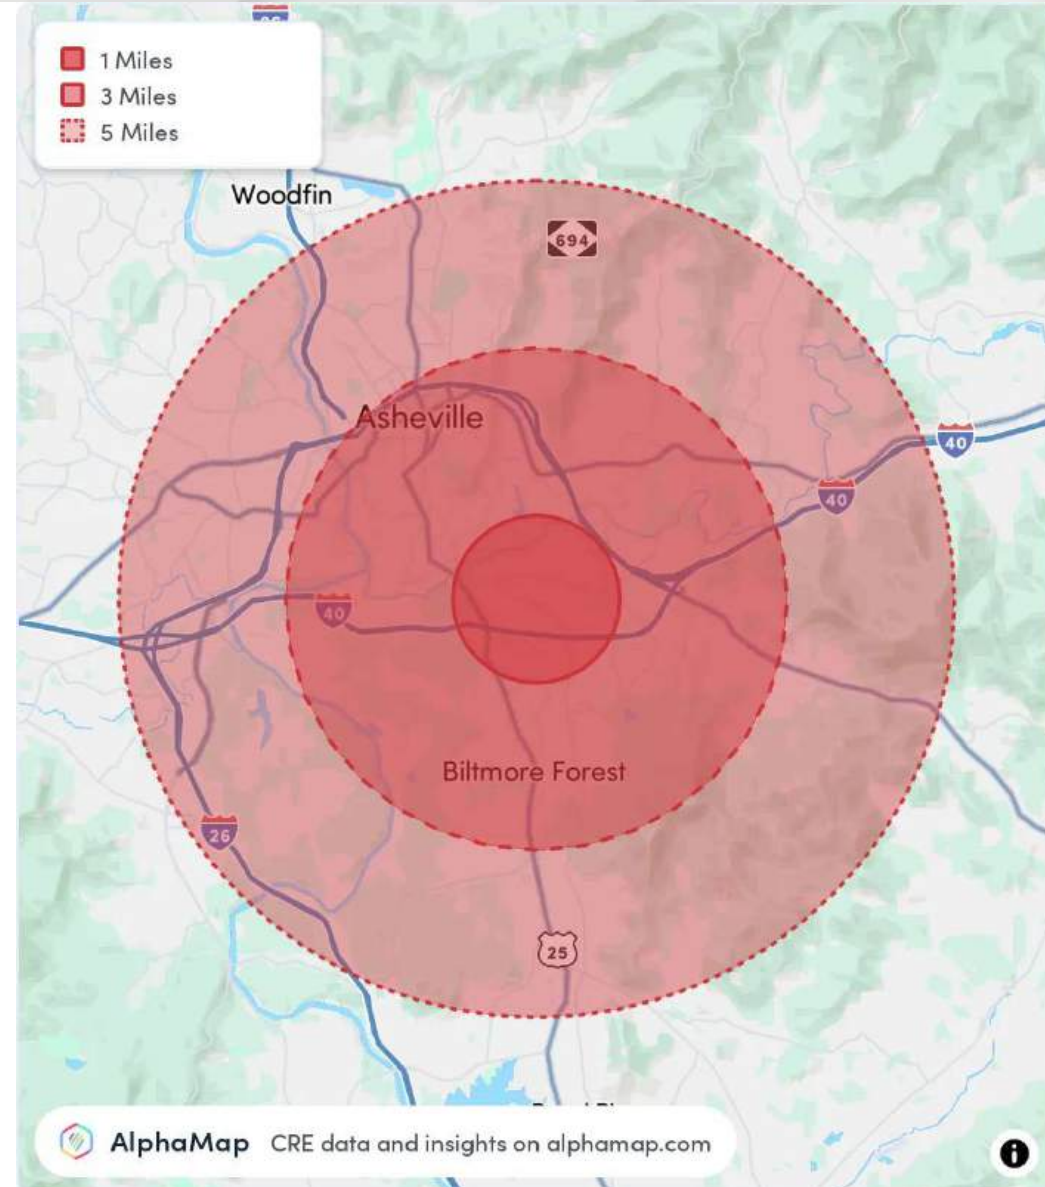 1 Miles
3 Miles
5 Miles
Woodfin
694
Asheville
40
40
40
Biltmore Forest
26
25
AlphaMap CRE data and insights on alphamap.com